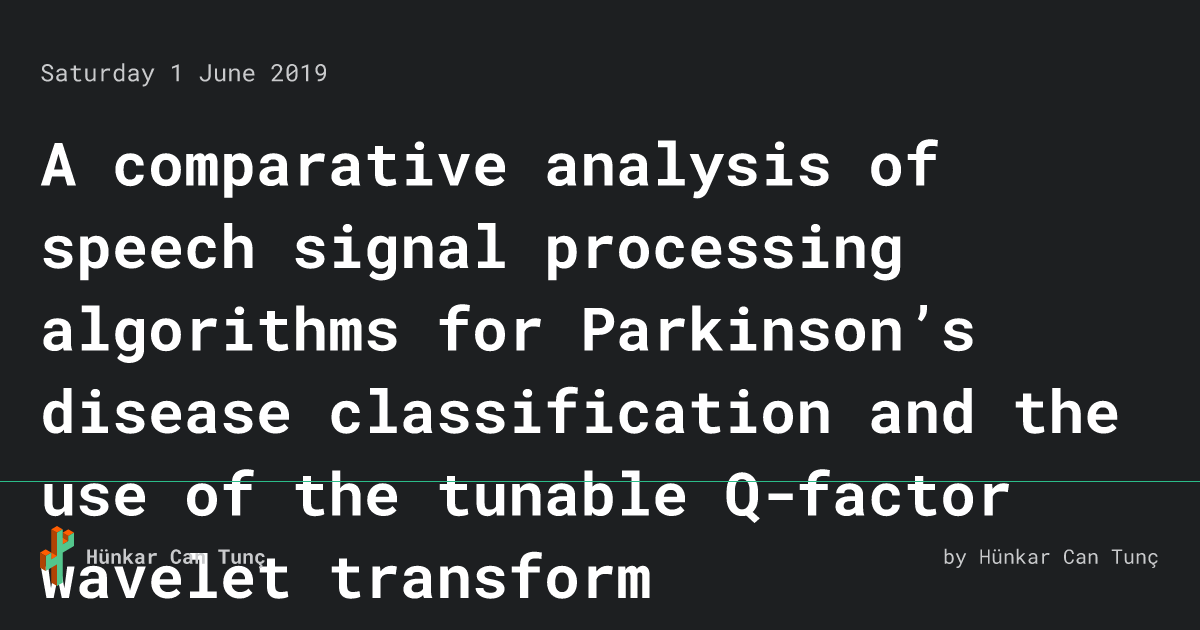 Saturday 1 June 2019
A comparative analysis of
speech signal processing
algorithms for Parkinson’s
disease classification and the
use of the tunable Q-factor
wavelet transform
Hünkar Can Tunç
by Hünkar Can Tunç